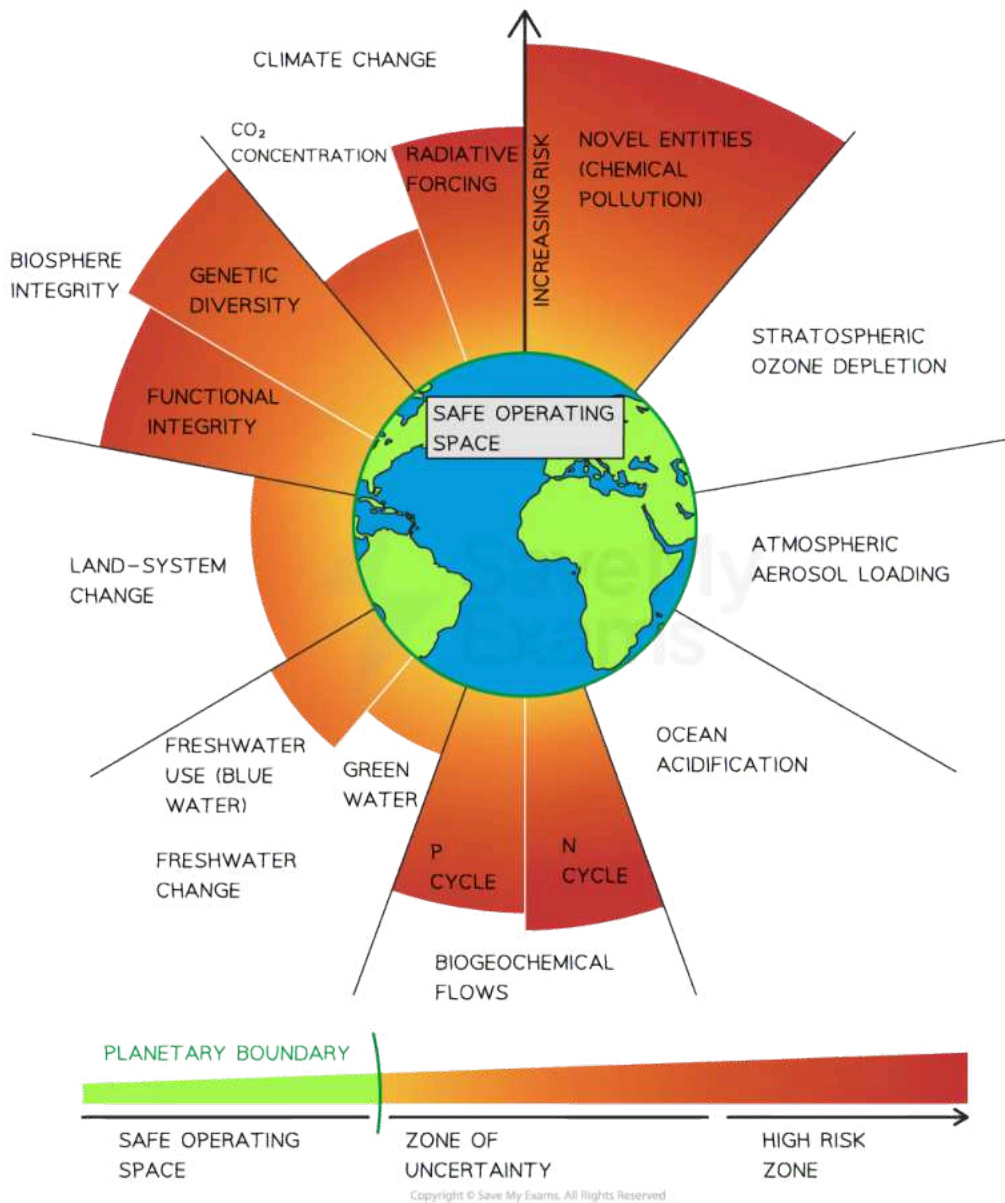 CLIMATE CHANGE
CO₂
CONCENTRATION
RADIATIVE
FORCING
INCREASING RISK
NOVEL ENTITIES
(CHEMICAL
POLLUTION)
BIOSPHERE
INTEGRITY
GENETIC
DIVERSITY
FUNCTIONAL
INTEGRITY
STRATOSPHERIC
OZONE DEPLETION
SAFE OPERATING
SPACE
LAND-SYSTEM
CHANGE
ATMOSPHERIC
AEROSOL LOADING
SaveMy
Exams
FRESHWATER
USE (BLUE
WATER)
GREEN
WATER
OCEAN
ACIDIFICATION
FRESHWATER
CHANGE
P
CYCLE
N
CYCLE
BIOGEOCHEMICAL
FLOWS
PLANETARY BOUNDARY
SAFE OPERATING
SPACE
ZONE OF
UNCERTAINTY
HIGH RISK
ZONE
Copyright © Save My Exams. All Rights Reserved